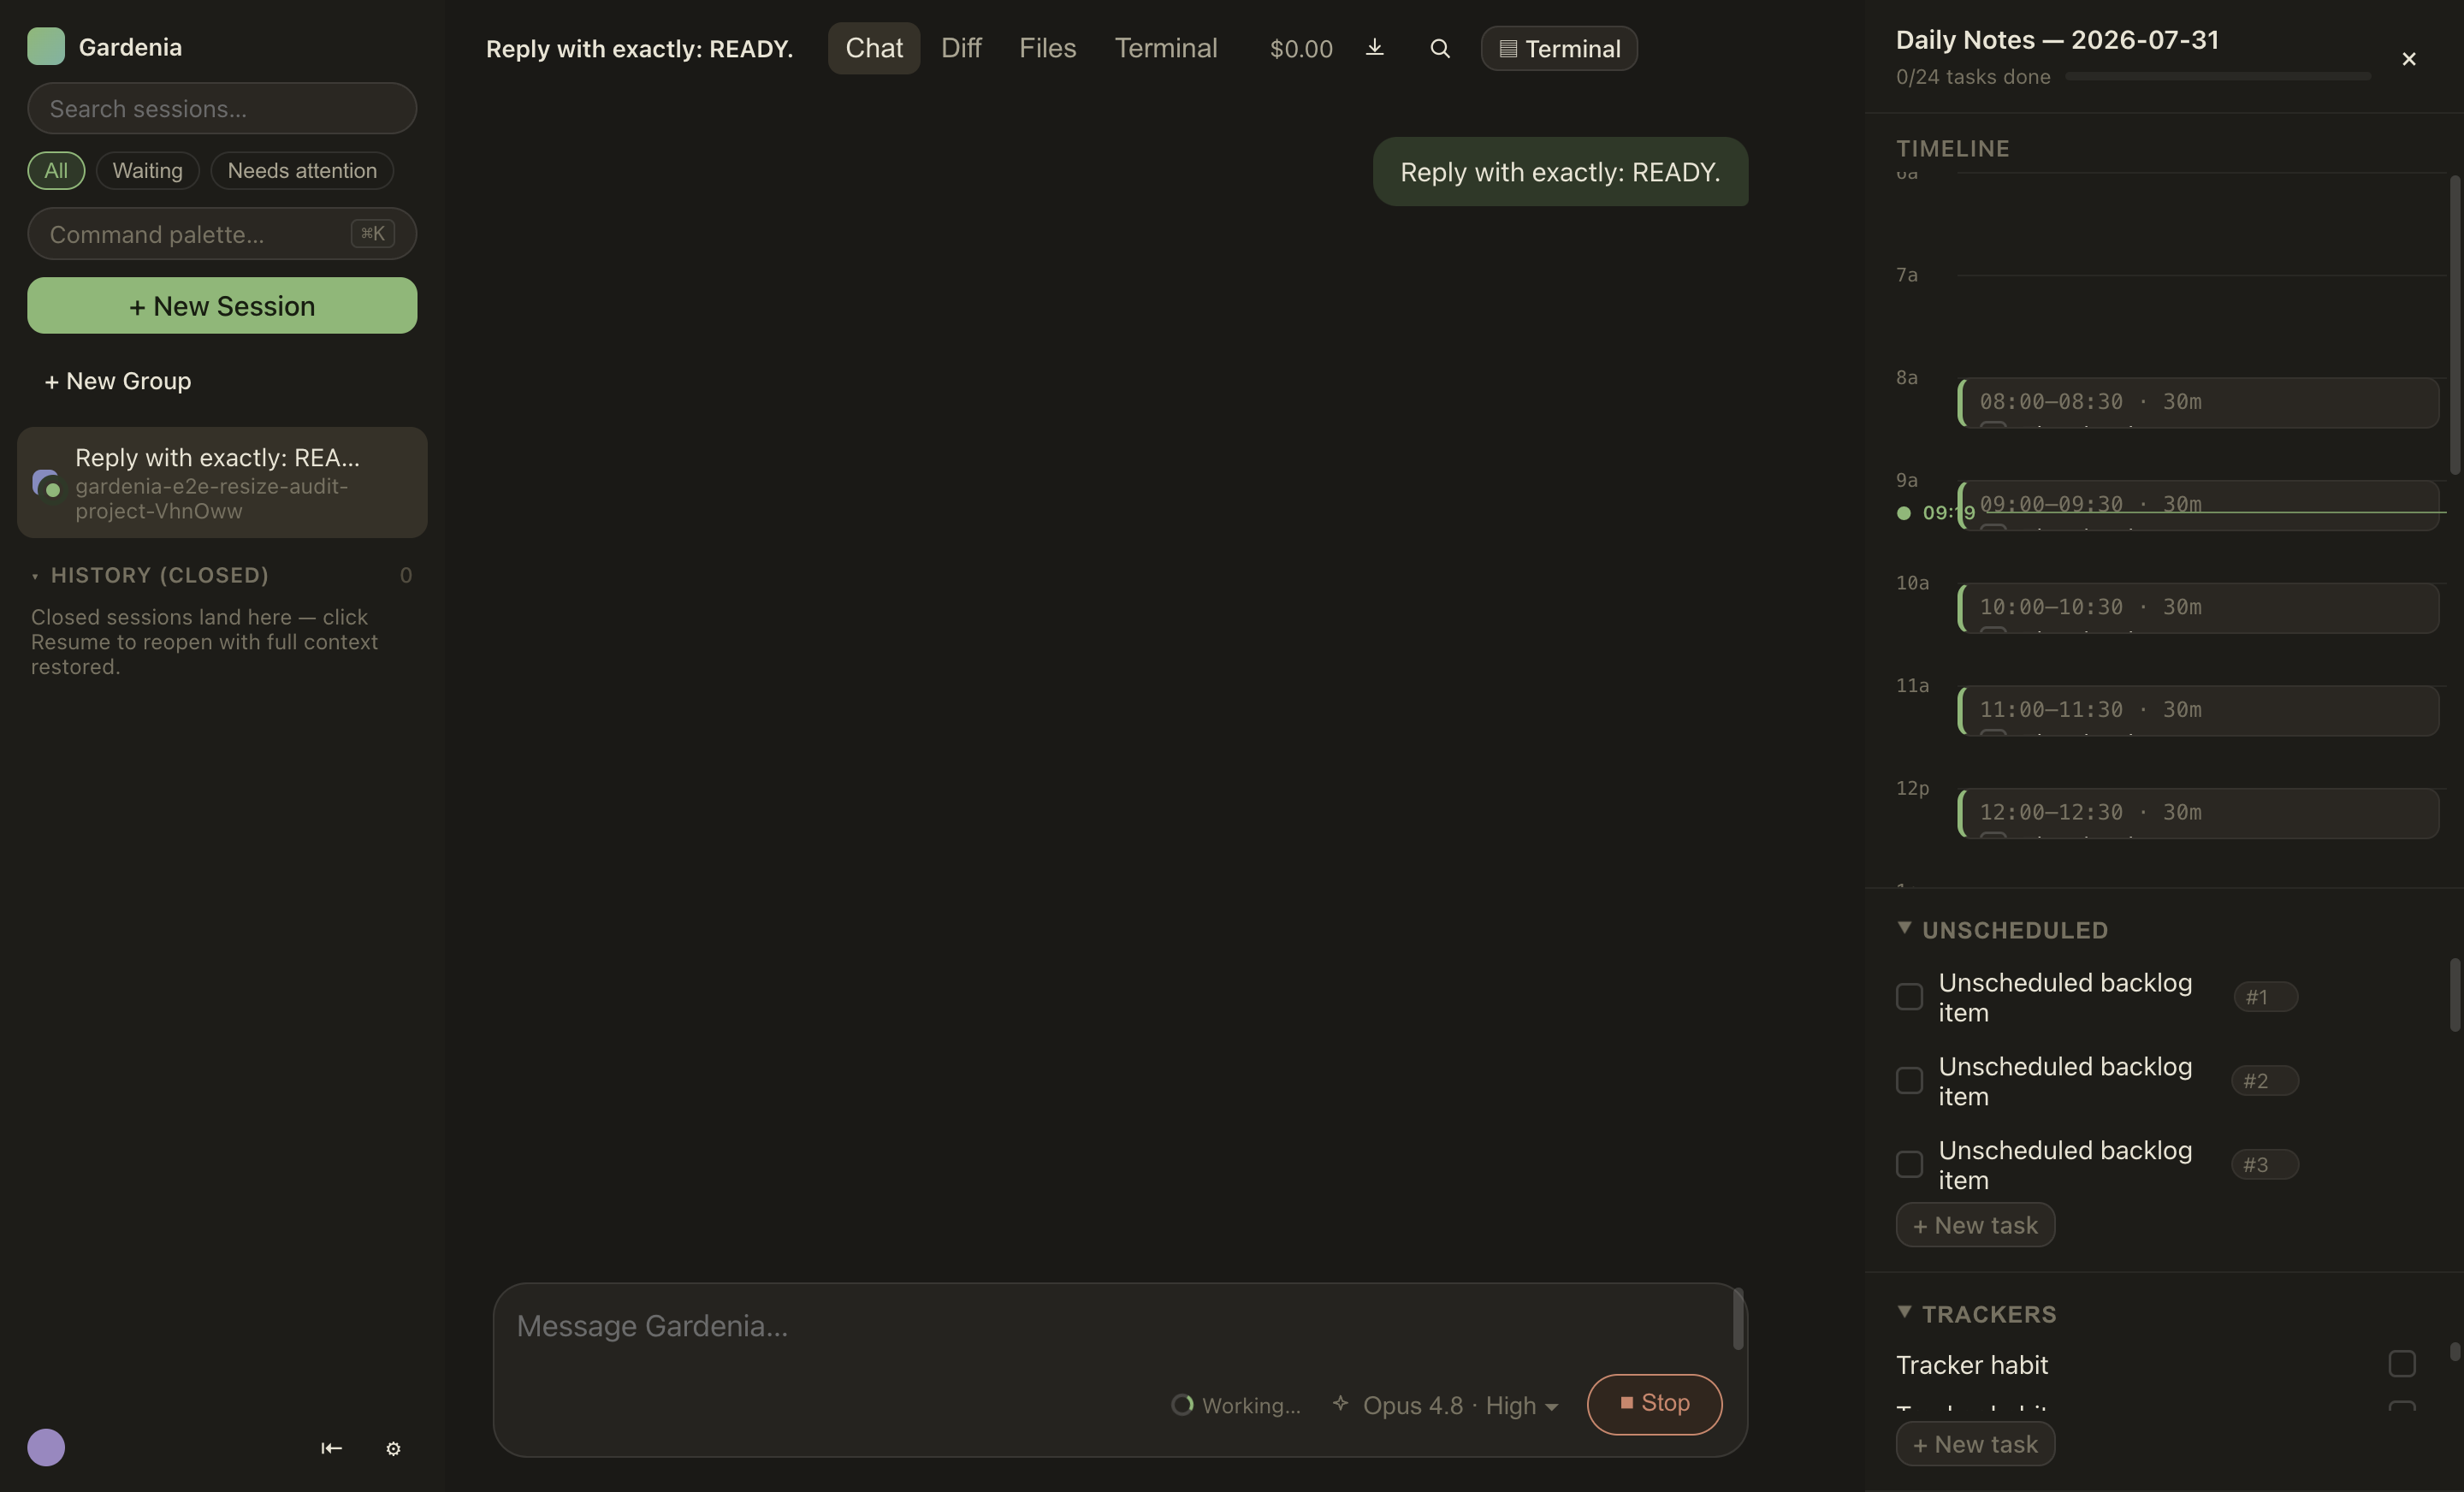 Gardenia
Search sessions...
All
Waiting
Needs attention
Command palette...
⌘K
+ New Session
+ New Group
Reply with exactly: REA...
gardenia-e2e-resize-audit-
project-VhnOww
HISTORY (CLOSED)
0
Closed sessions land here — click
Resume to reopen with full context
restored.
Reply with exactly: READY.
Chat
Diff
Files
Terminal
$0.00
Terminal
Reply with exactly: READY.
Message Gardenia...
Working...
Opus 4.8 · High
Stop
Daily Notes — 2026-07-31
0/24 tasks done
TIMELINE
6a
7a
8a
08:00–08:30 · 30m
9a
09:00–09:30 · 30m
09:19
10a
10:00–10:30 · 30m
11a
11:00–11:30 · 30m
12p
12:00–12:30 · 30m
UNSCHEDULED
Unscheduled backlog
item
#1
Unscheduled backlog
item
#2
Unscheduled backlog
item
#3
+ New task
TRACKERS
Tracker habit
+ New task